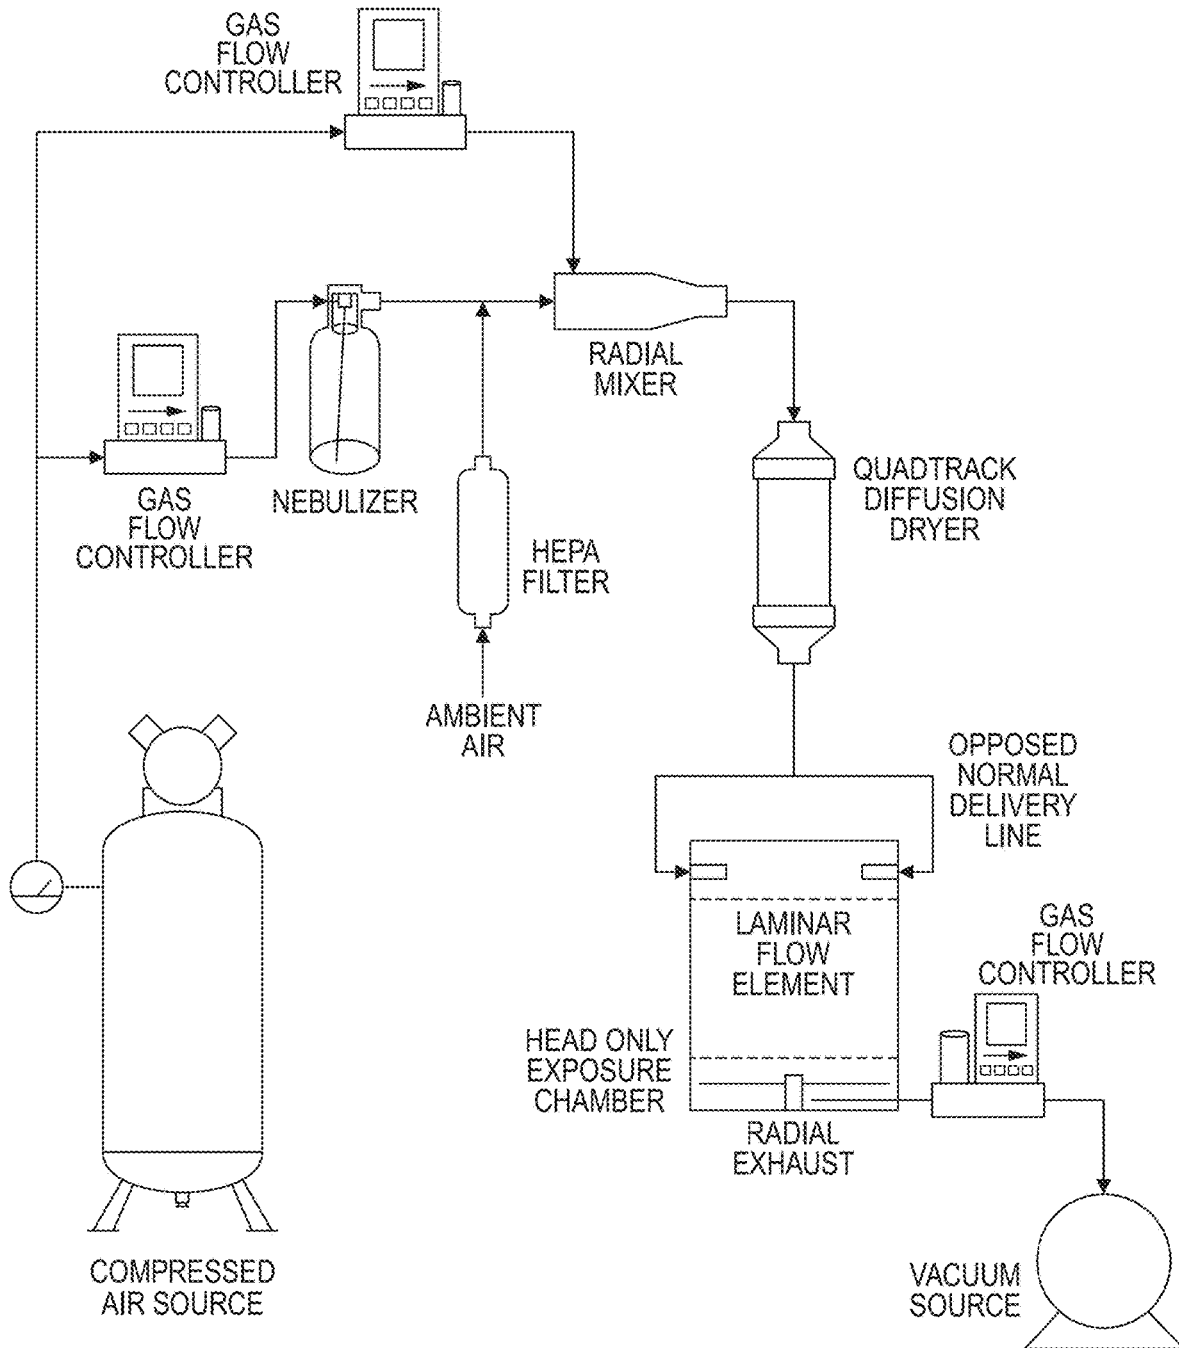 GAS
FLOW
CONTROLLER
RADIAL
MIXER
GAS
FLOW
CONTROLLER
NEBULIZER
HEPA
FILTER
QUADTRACK
DIFFUSION
DRYER
AMBIENT
AIR
OPPOSED
NORMAL
DELIVERY
LINE
LAMINAR
FLOW
ELEMENT
GAS
FLOW
CONTROLLER
HEAD ONLY
EXPOSURE
CHAMBER
RADIAL
EXHAUST
COMPRESSED
AIR SOURCE
VACUUM
SOURCE